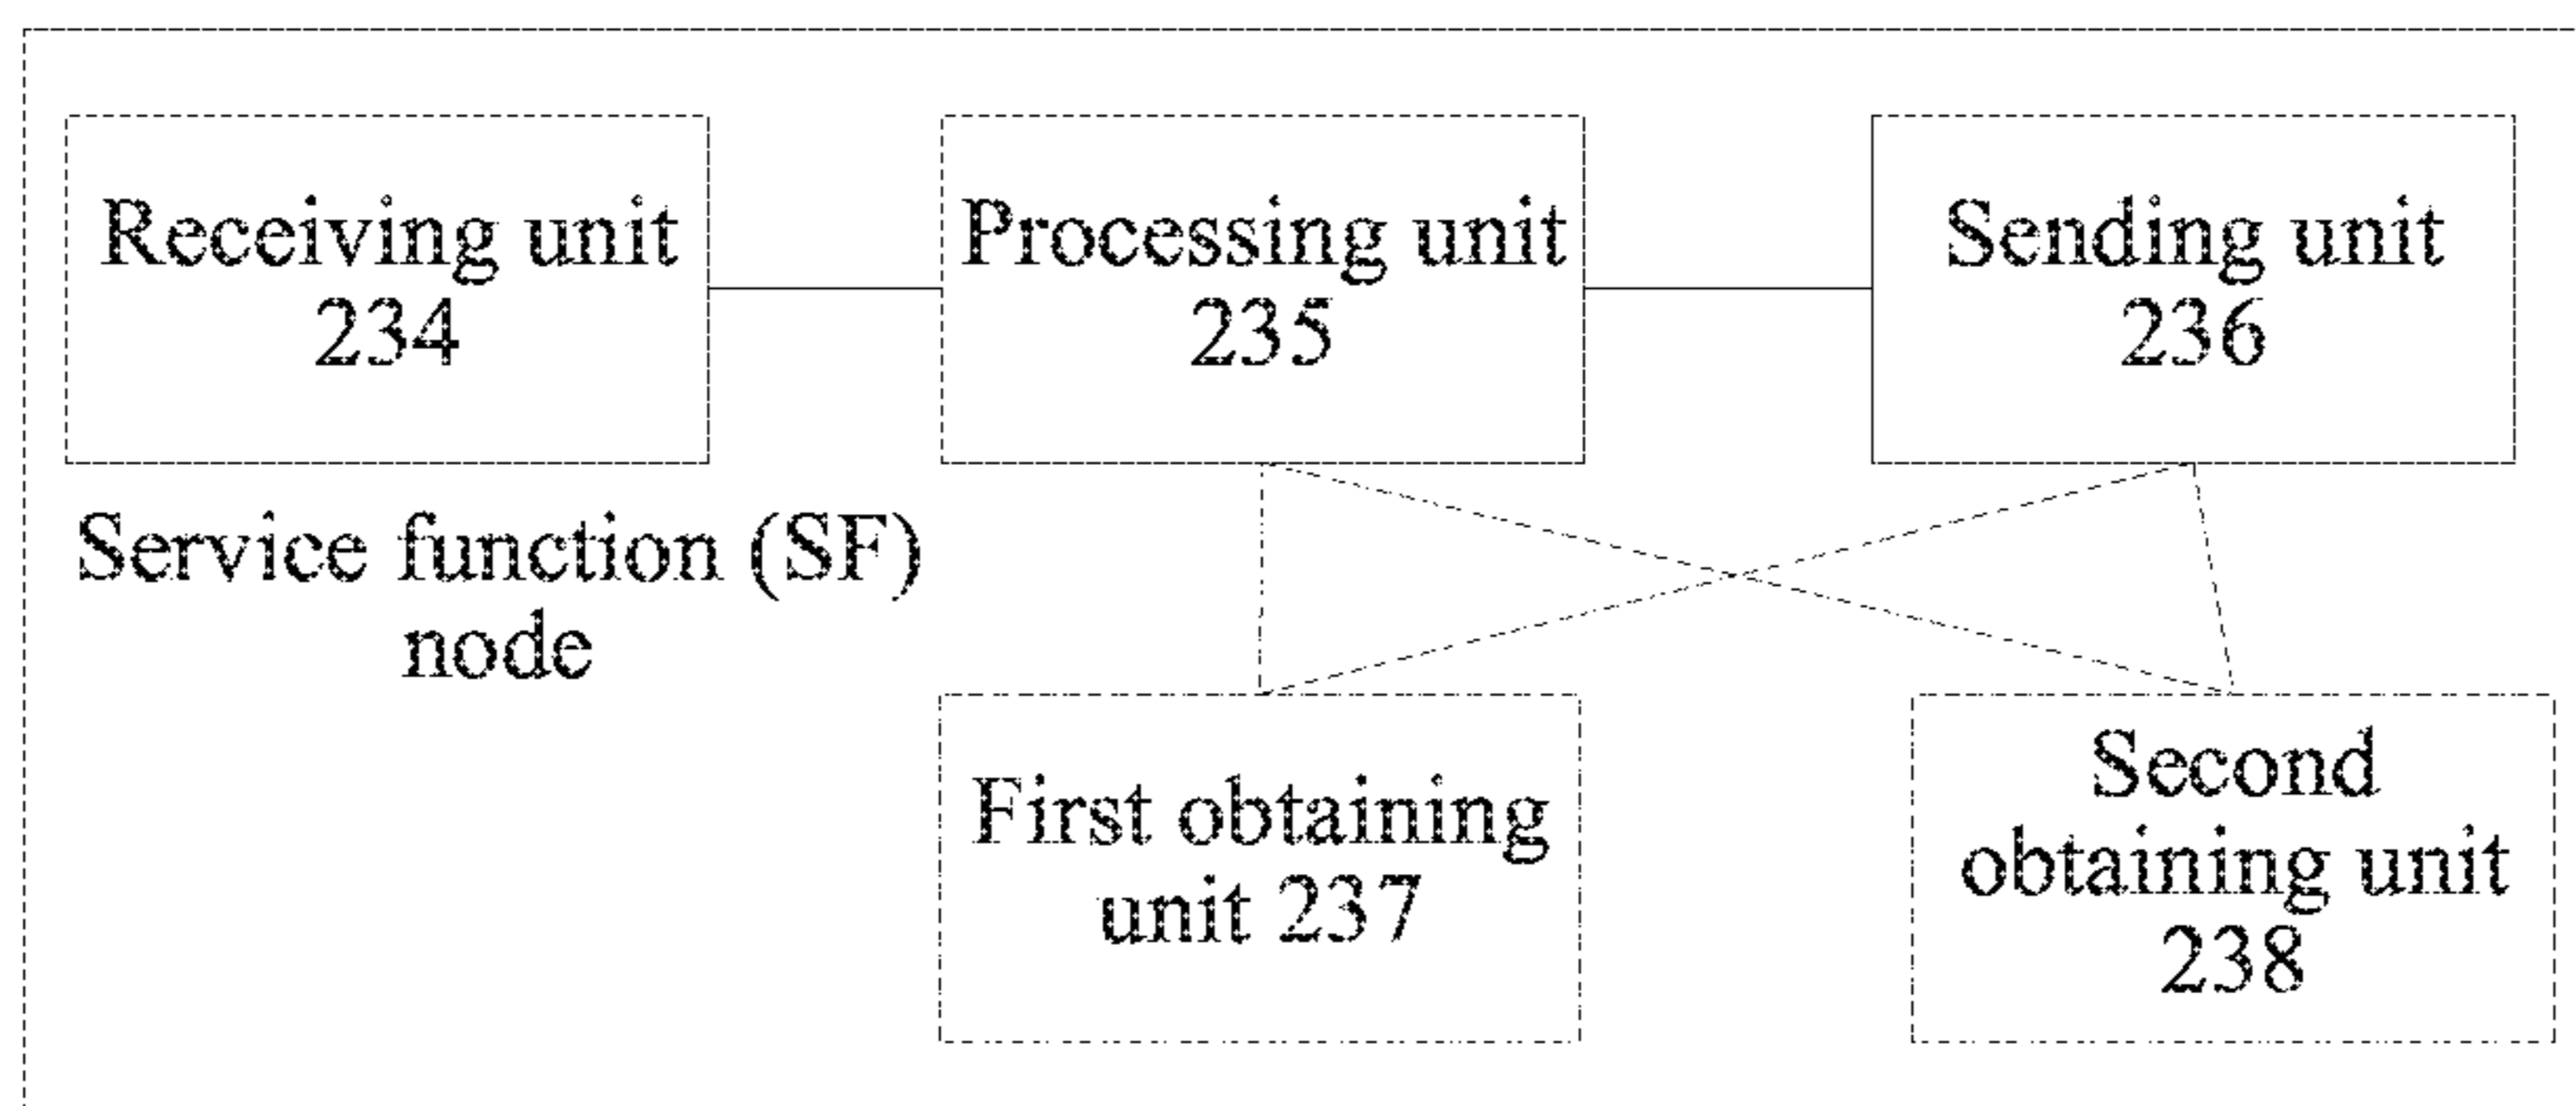 Receiving unit
234
Processing unit
235
Sending unit
236
Service function (SF)
node
First obtaining
unit 237
Second
obtaining unit
238